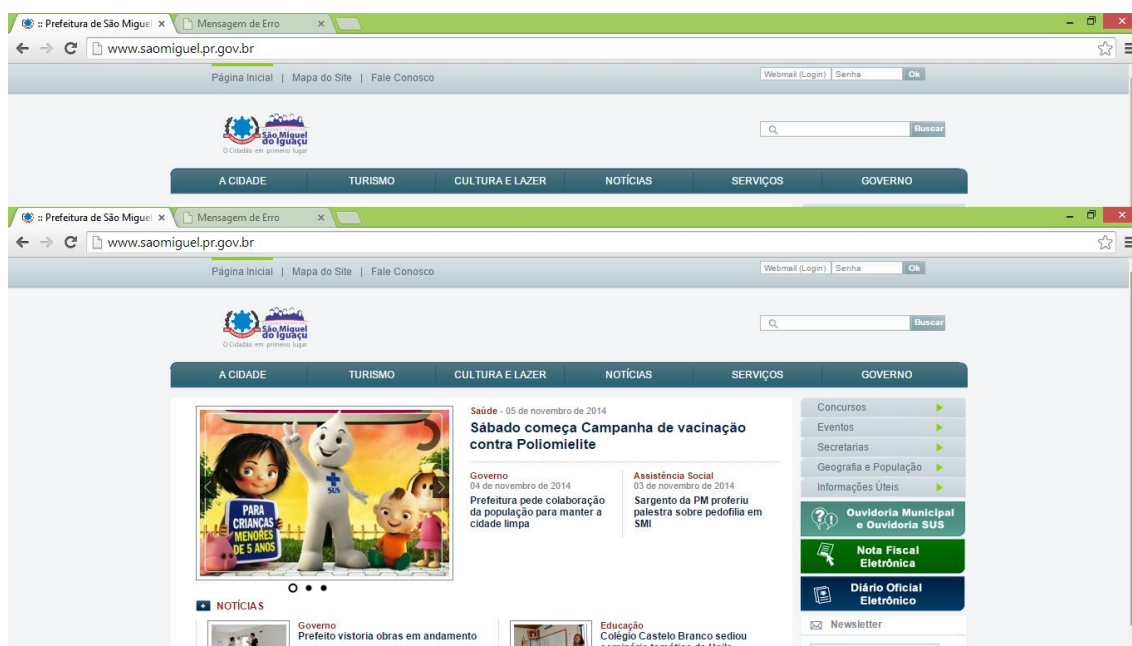 :: Prefeitura de São Migue
Mensagem de Erro
www.saomiguel.pr.gov.br
Página Inicial | Mapa do Site | Fale Conosco
Webmail (Login) Senha Ok
São Miguel
do Iguaçu
O Cidadão em primeiro lugar
Buscar
A CIDADE TURISMO CULTURA E LAZER NOTÍCIAS SERVIÇOS GOVERNO
:: Prefeitura de São Migue
Mensagem de Erro
www.saomiguel.pr.gov.br
Página Inicial | Mapa do Site | Fale Conosco
Webmail (Login) Senha Ok
São Miguel
do Iguaçu
O Cidadão em primeiro lugar
Buscar
A CIDADE TURISMO CULTURA E LAZER NOTÍCIAS SERVIÇOS GOVERNO
SUS
PARA
CRIANÇAS
MENORES
DE 5 ANOS
Saúde - 05 de novembro de 2014
Sábado começa Campanha de vacinação
contra Poliomielite
Governo
04 de novembro de 2014
Prefeitura pede colaboração
da população para manter a
cidade limpa
Assistência Social
03 de novembro de 2014
Sargento da PM proferiu
palestra sobre pedofilia em
SMI
Concursos
Eventos
Secretarias
Geografia e População
Informações Úteis
Ouvidoria Municipal
e Ouvidoria SUS
Nota Fiscal
Eletrônica
Diário Oficial
Eletrônico
Newsletter
NOTÍCIAS
Governo
Prefeito vistoria obras em andamento
Educação
Colégio Castelo Branco sediou
seminário temático da Unila